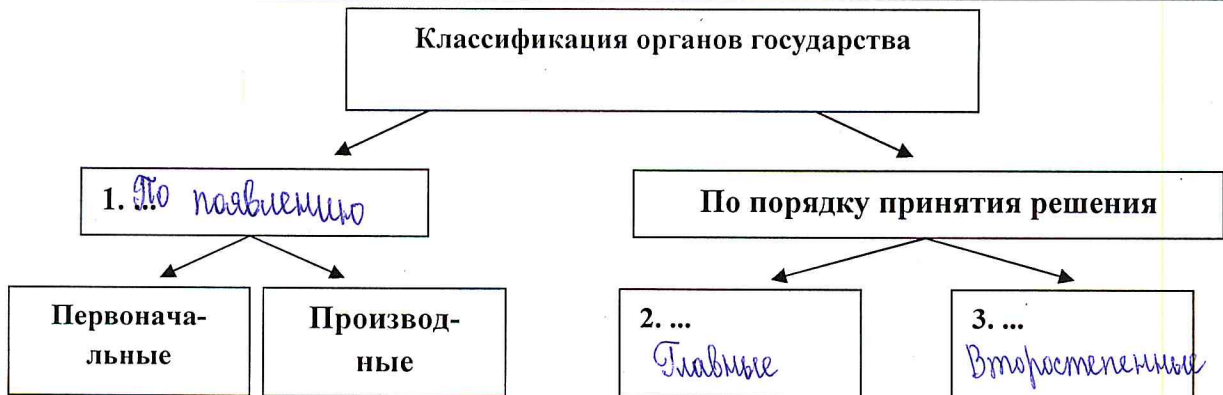 Классификация органов государства
1. ... По появлению
По порядку принятия решения
Первонача-
льные
Производ-
ные
2. ...
Главные
3. ...
Второстепенные